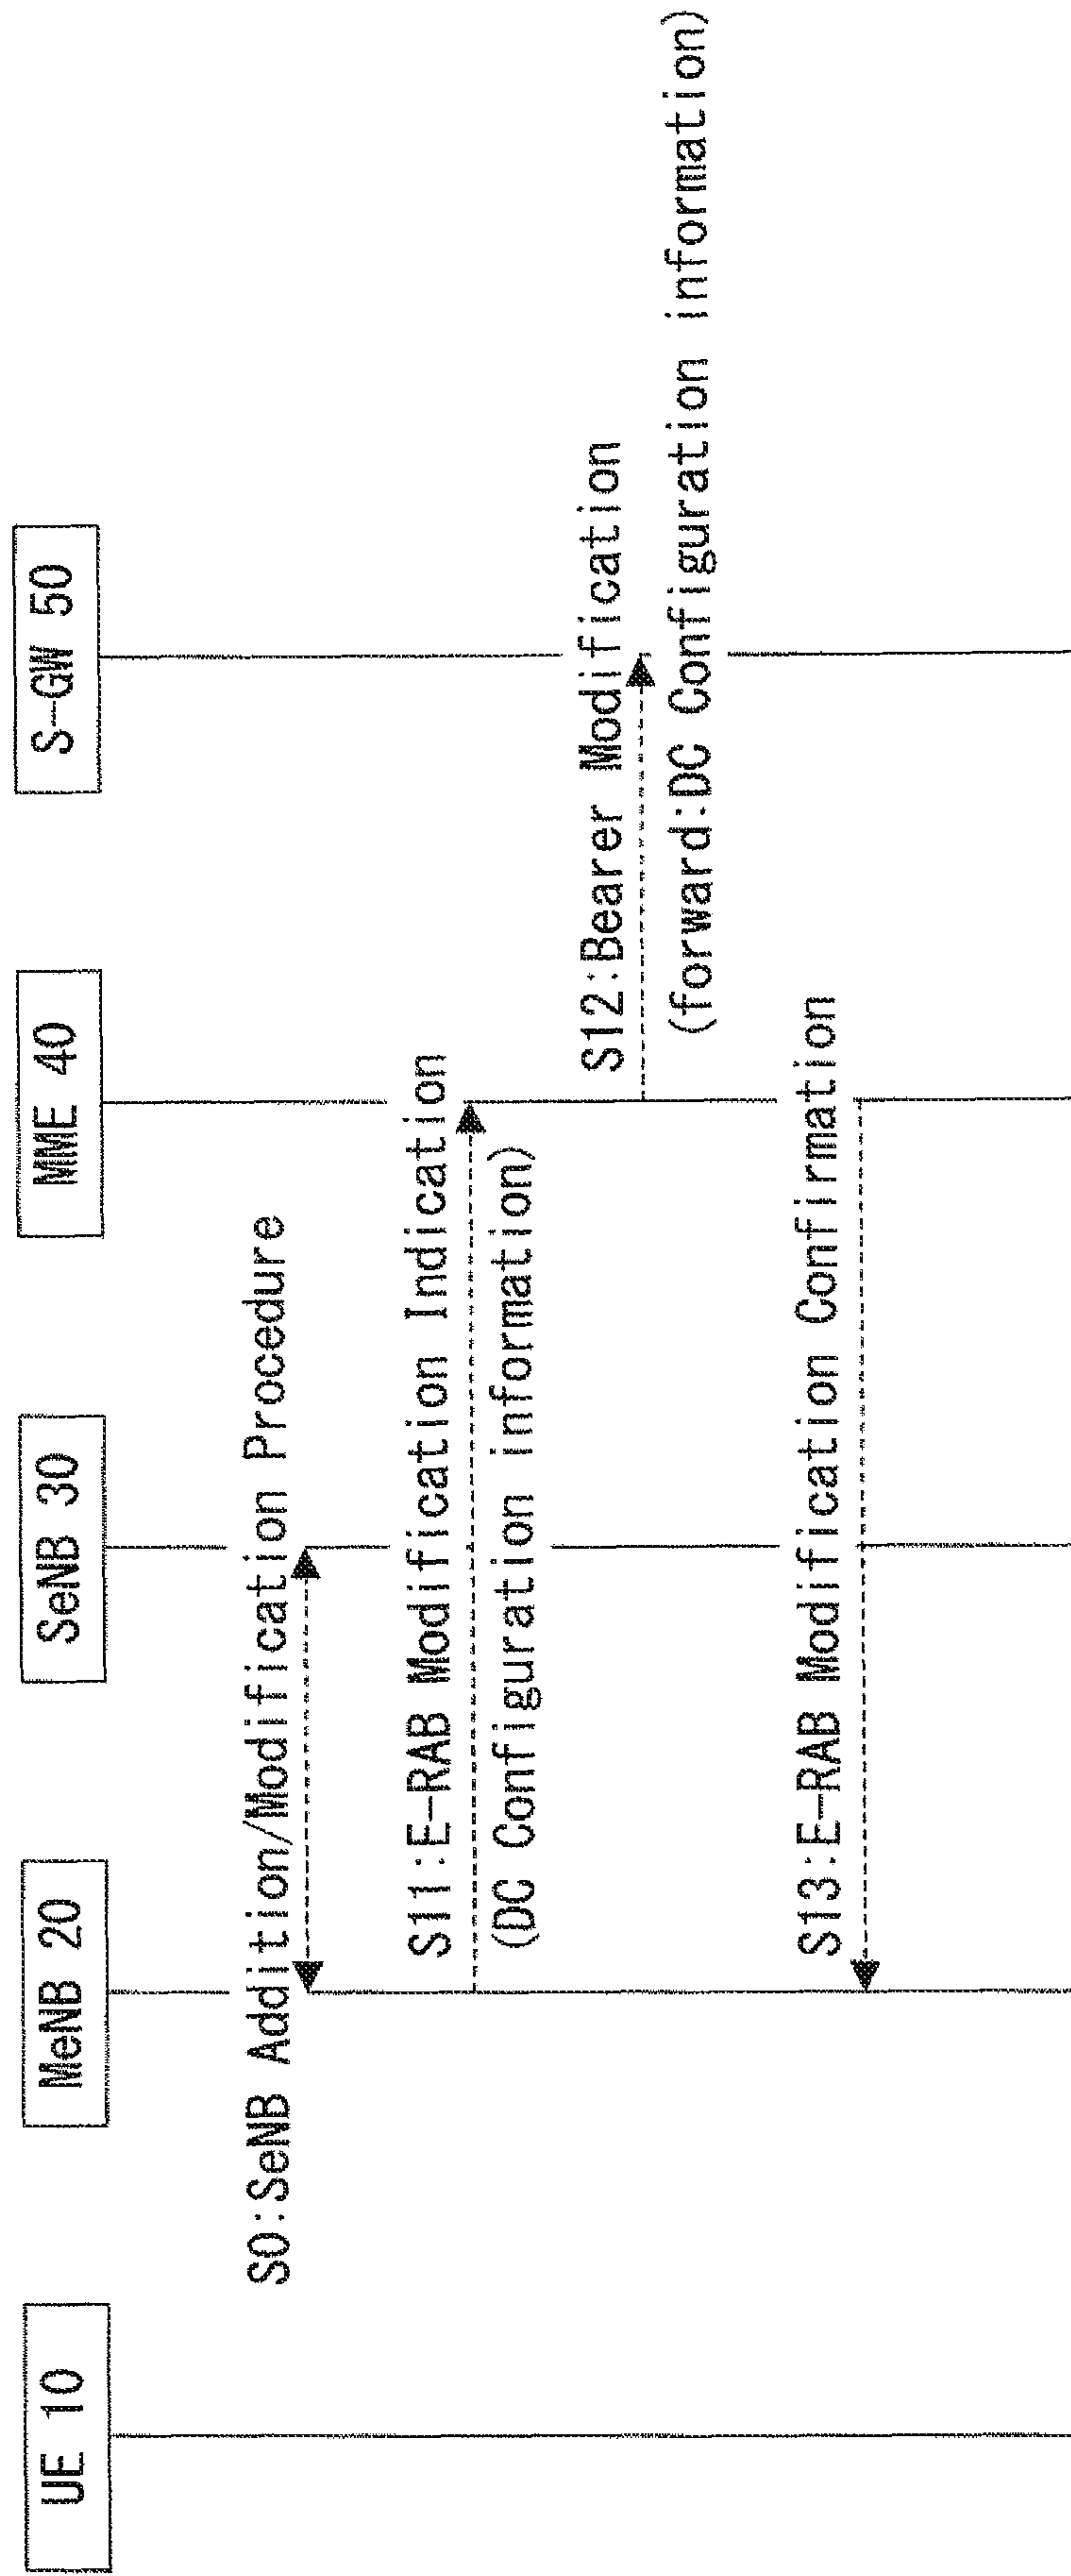 UE 10
MeNB 20
SeNB 30
MME 40
S-GW 50
S0:SeNB Addition/Modification Procedure
S11:E-RAB Modification Indication
(DC Configuration information)
S12:Bearer Modification
(forward:DC Configuration information)
S13:E-RAB Modification Confirmation